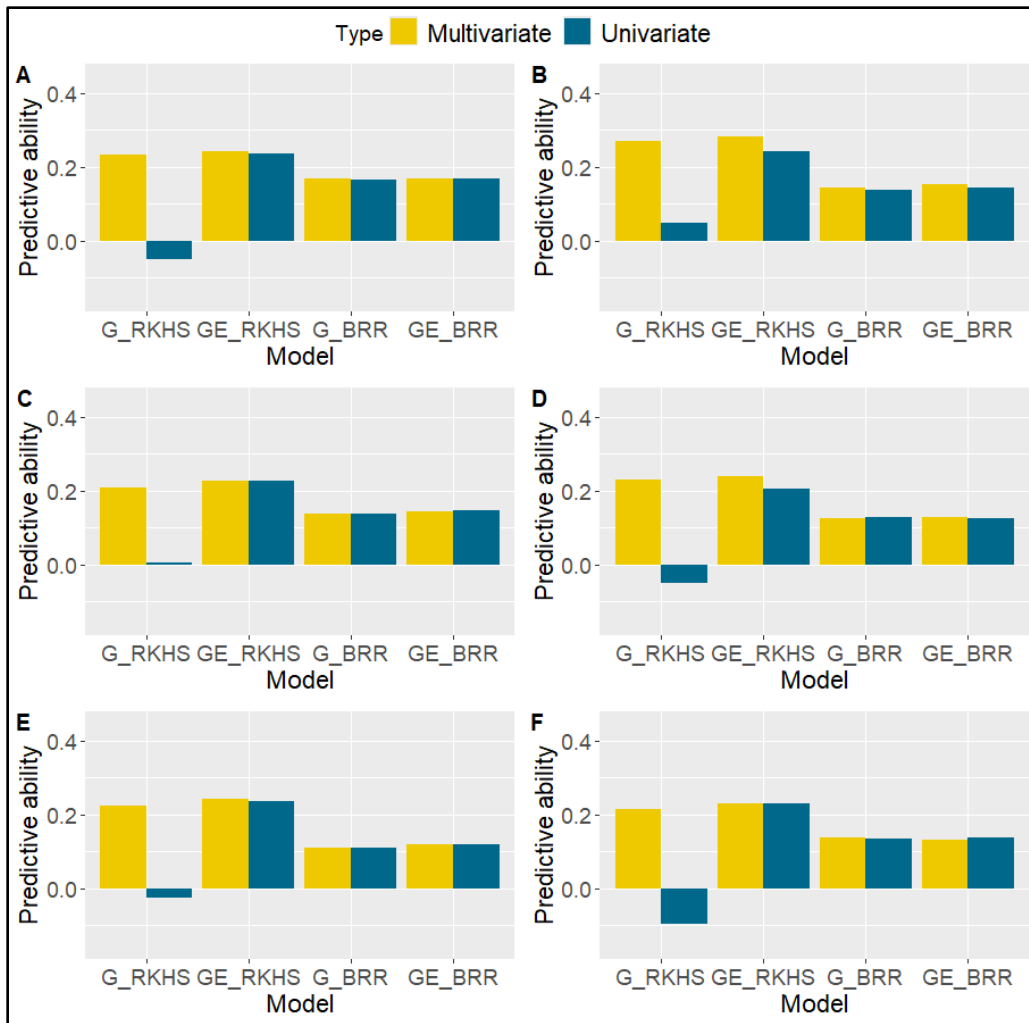 Type Multivariate Univariate
A
Predictive ability
0.4
0.2
0.0
G_RKHS GE_RKHS G_BRR GE_BRR
Model
B
Predictive ability
0.4
0.2
0.0
G_RKHS GE_RKHS G_BRR GE_BRR
Model
C
Predictive ability
0.4
0.2
0.0
G_RKHS GE_RKHS G_BRR GE_BRR
Model
D
Predictive ability
0.4
0.2
0.0
G_RKHS GE_RKHS G_BRR GE_BRR
Model
E
Predictive ability
0.4
0.2
0.0
G_RKHS GE_RKHS G_BRR GE_BRR
Model
F
Predictive ability
0.4
0.2
0.0
G_RKHS GE_RKHS G_BRR GE_BRR
Model